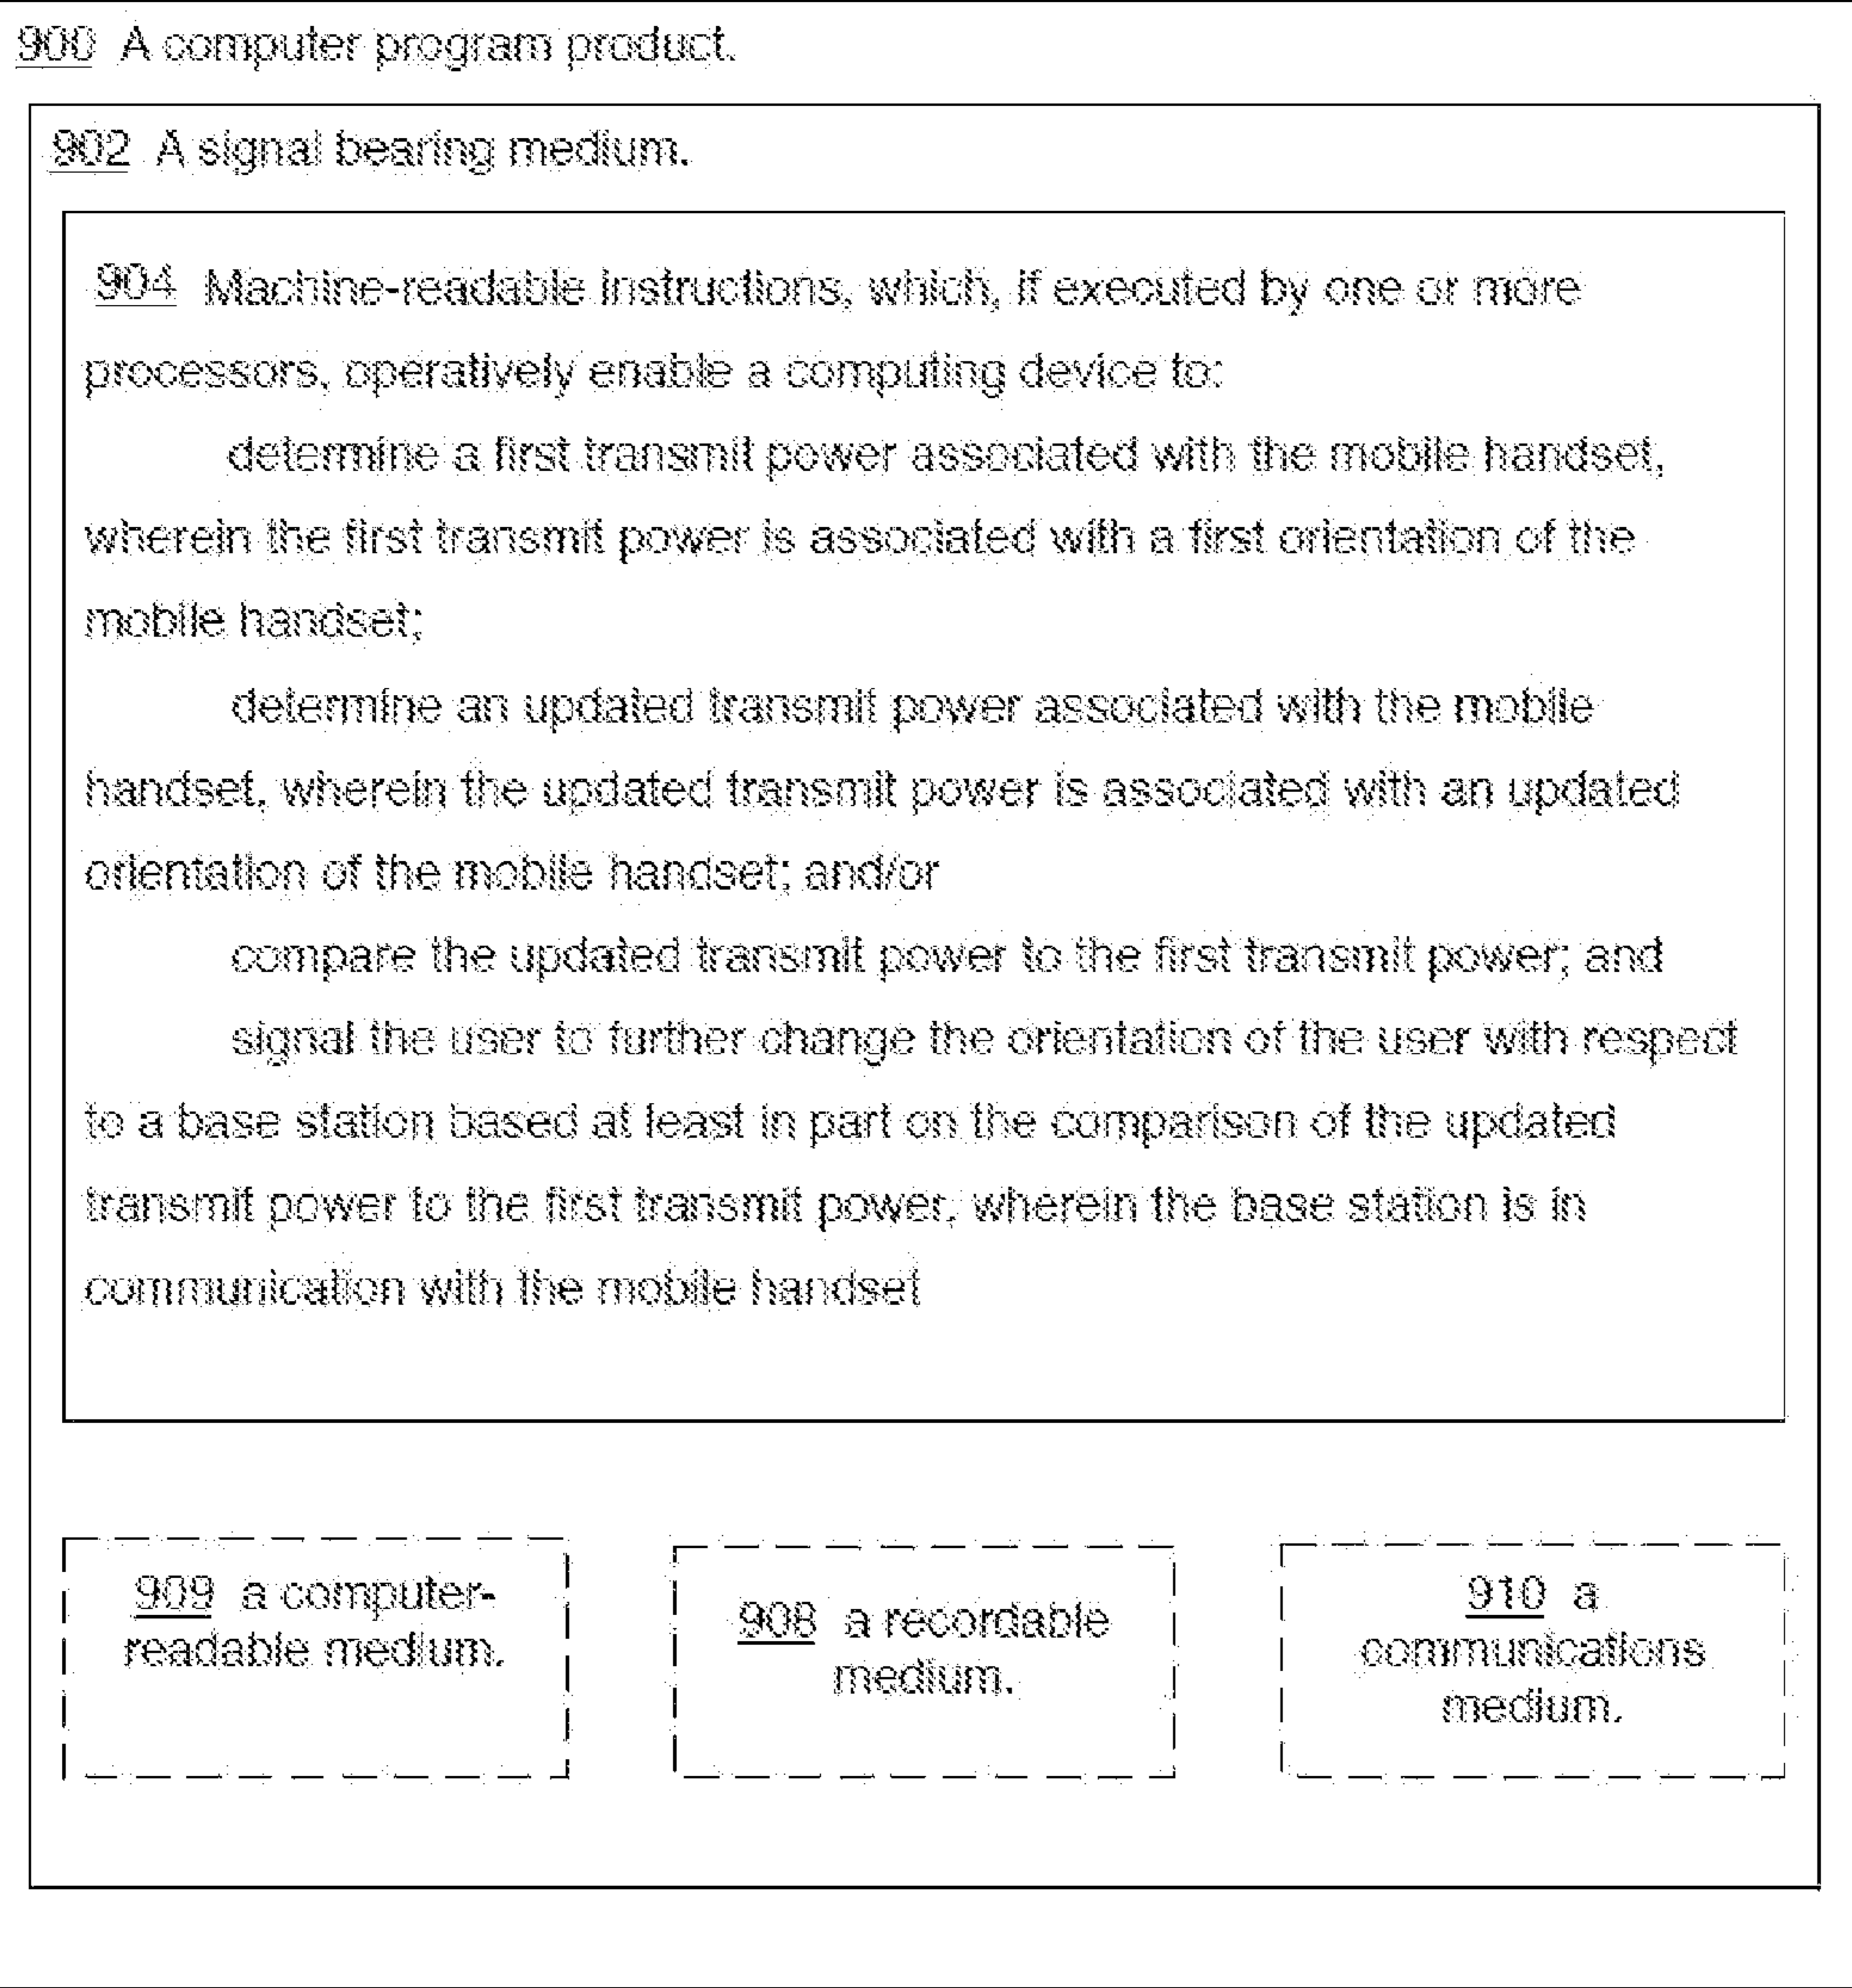 900 A computer program product.
902 A signal bearing medium.
904 Machine-readable instructions, which, if executed by one or more
processors, operatively enable a computing device to:
determine a first transmit power associated with the mobile handset,
wherein the first transmit power is associated with a first orientation of the
mobile handset;
determine an updated transmit power associated with the mobile
handset, wherein the updated transmit power is associated with an updated
orientation of the mobile handset; and/or
compare the updated transmit power to the first transmit power; and
signal the user to further change the orientation of the user with respect
to a base station based at least in part on the comparison of the updated
transmit power to the first transmit power, wherein the base station is in
communication with the mobile handset
909 a computer-
readable medium.
908 a recordable
medium.
910 a
communications
medium.